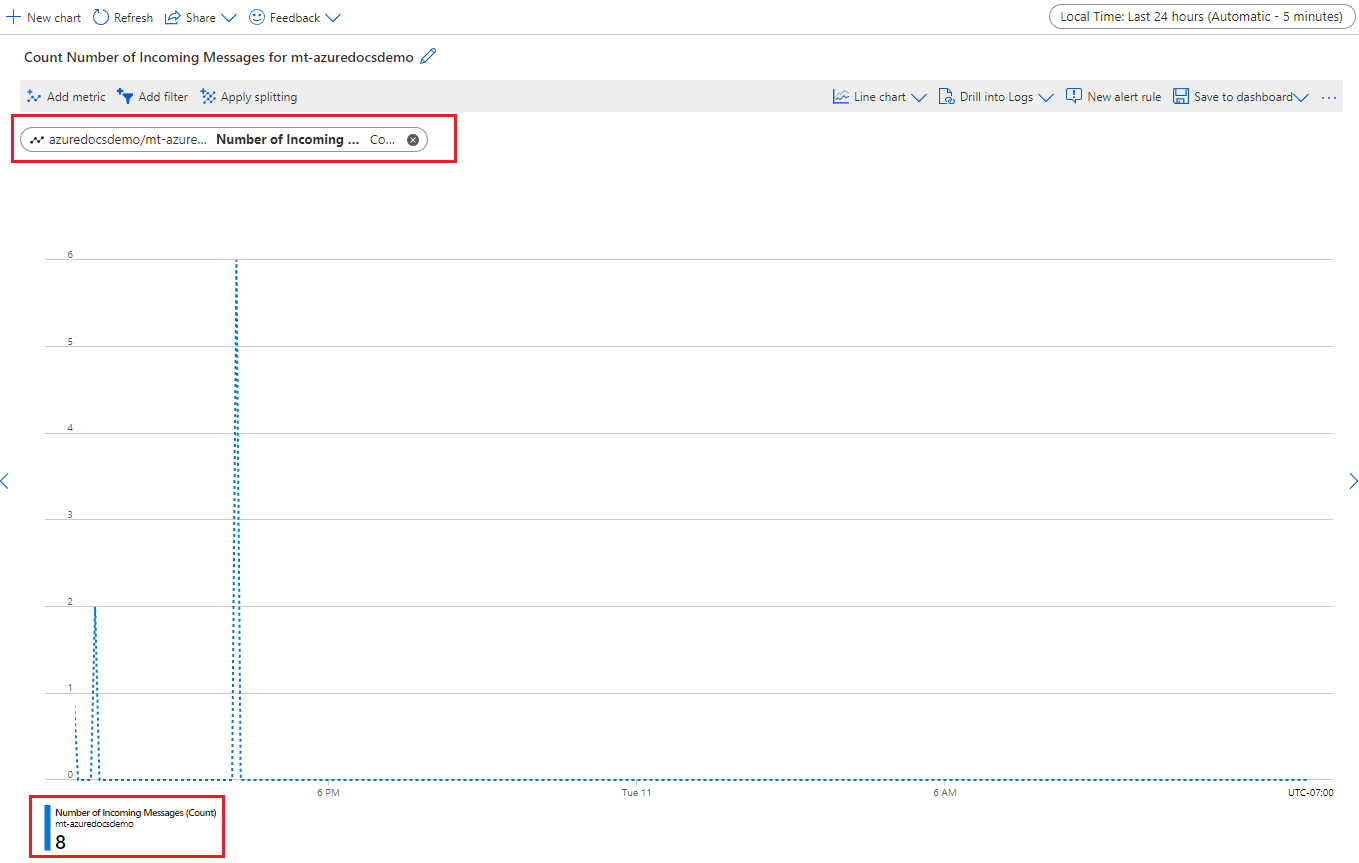 New chart Refresh Share Feedback Local Time: Last 24 hours (Automatic - 5 minutes)
Count Number of Incoming Messages for mt-azuredocsdemo
Add metric Add filter Apply splitting Line chart Drill into Logs New alert rule Save to dashboard ...
azuredocsdemo/mt-azure... Number of Incoming ... Co...
6
5
4
3
2
1
0
6 PM Tue 11 6 AM UTC-07:00
Number of Incoming Messages (Count)
mt-azuredocsdemo
8